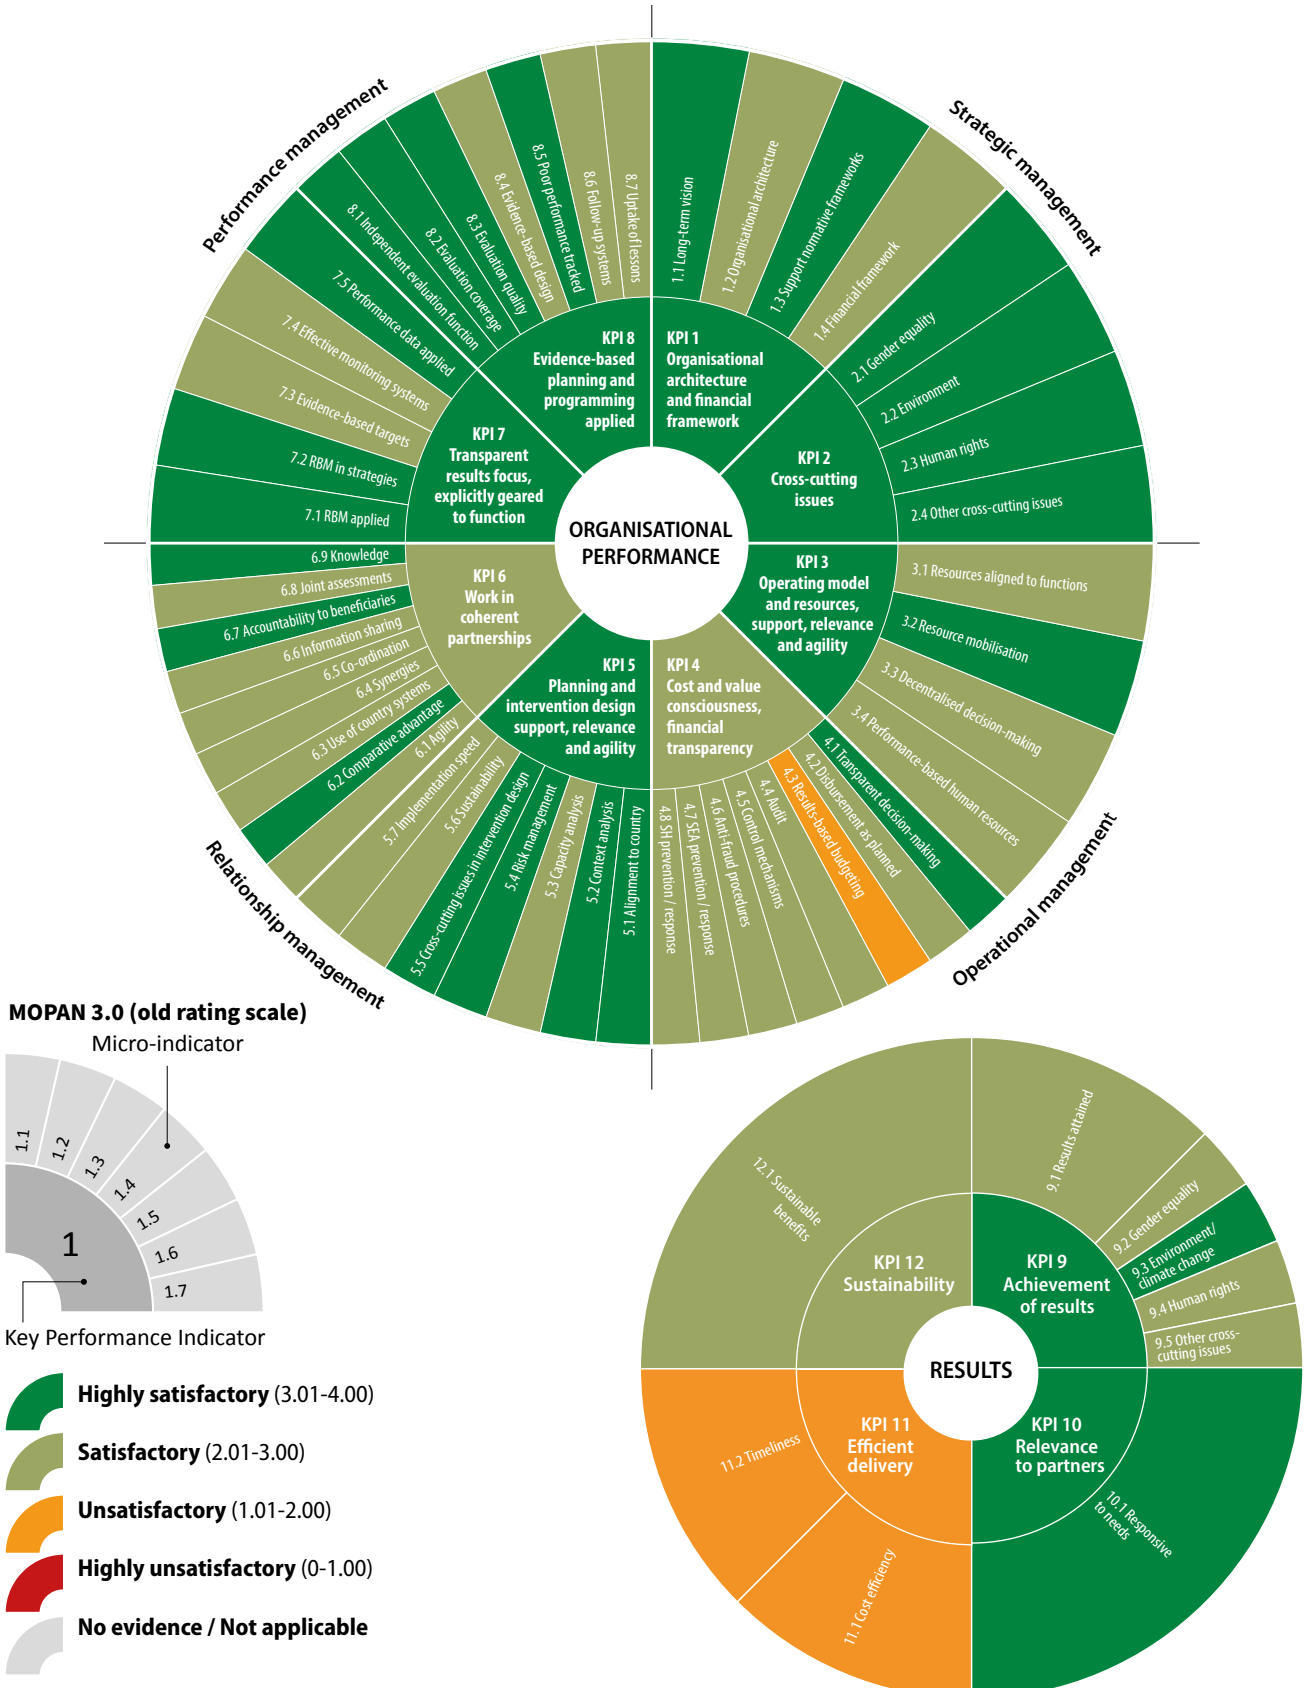 Performance management
Strategic management
Operational management
Relationship management
ORGANISATIONAL
PERFORMANCE
KPI 1
Organisational
architecture
and financial
framework
1.1 Long-term vision
1.2 Organisational architecture
1.3 Support normative frameworks
1.4 Financial framework
KPI 2
Cross-cutting
issues
2.1 Gender equality
2.2 Environment
2.3 Human rights
2.4 Other cross-cutting issues
KPI 3
Operating model
and resources,
support, relevance
and agility
3.1 Resources aligned to functions
3.2 Resource mobilisation
3.3 Decentralised decision-making
3.4 Performance-based human resources
KPI 4
Cost and value
consciousness,
financial
transparency
4.1 Transparent decision-making
4.2 Disbursement as planned
4.3 Results-based budgeting
4.4 Audit
4.5 Control mechanisms
4.6 Anti-fraud procedures
4.7 SEA prevention / response
4.8 SH prevention / response
KPI 5
Planning and
intervention design
support, relevance
and agility
5.1 Alignment to country
5.2 Context analysis
5.3 Capacity analysis
5.4 Risk management
5.5 Cross-cutting issues in intervention design
5.6 Sustainability
5.7 Implementation speed
KPI 6
Work in
coherent
partnerships
6.1 Agility
6.2 Comparative advantage
6.3 Use of country systems
6.4 Synergies
6.5 Co-ordination
6.6 Information sharing
6.7 Accountability to beneficiaries
6.8 Joint assessments
6.9 Knowledge
KPI 7
Transparent
results focus,
explicitly geared
to function
7.1 RBM applied
7.2 RBM in strategies
7.3 Evidence-based targets
7.4 Effective monitoring systems
7.5 Performance data applied
KPI 8
Evidence-based
planning and
programming
applied
8.1 Independent evaluation function
8.2 Evaluation coverage
8.3 Evaluation quality
8.4 Evidence-based design
8.5 Poor performance tracked
8.6 Follow-up systems
8.7 Uptake of lessons
MOPAN 3.0 (old rating scale)
Micro-indicator
1.1
1.2
1.3
1.4
1.5
1.6
1.7
1
Key Performance Indicator
Highly satisfactory (3.01-4.00)
Satisfactory (2.01-3.00)
Unsatisfactory (1.01-2.00)
Highly unsatisfactory (0-1.00)
No evidence / Not applicable
RESULTS
KPI 9
Achievement
of results
9.1 Results attained
9.2 Gender equality
9.3 Environment/
climate change
9.4 Human rights
9.5 Other cross-
cutting issues
KPI 10
Relevance
to partners
10.1 Responsive
to needs
KPI 11
Efficient
delivery
11.1 Cost efficiency
11.2 Timeliness
KPI 12
Sustainability
12.1 Sustainable
benefits